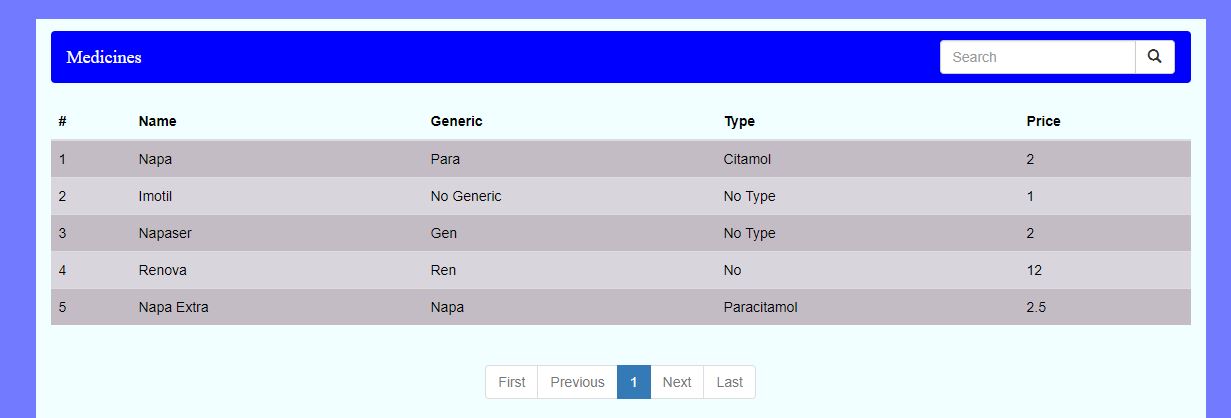 Medicines Search
# Name Generic Type Price
1 Napa Para Citamol 2
2 Imotil No Generic No Type 1
3 Napaser Gen No Type 2
4 Renova Ren No 12
5 Napa Extra Napa Paracitamol 2.5
First Previous 1 Next Last